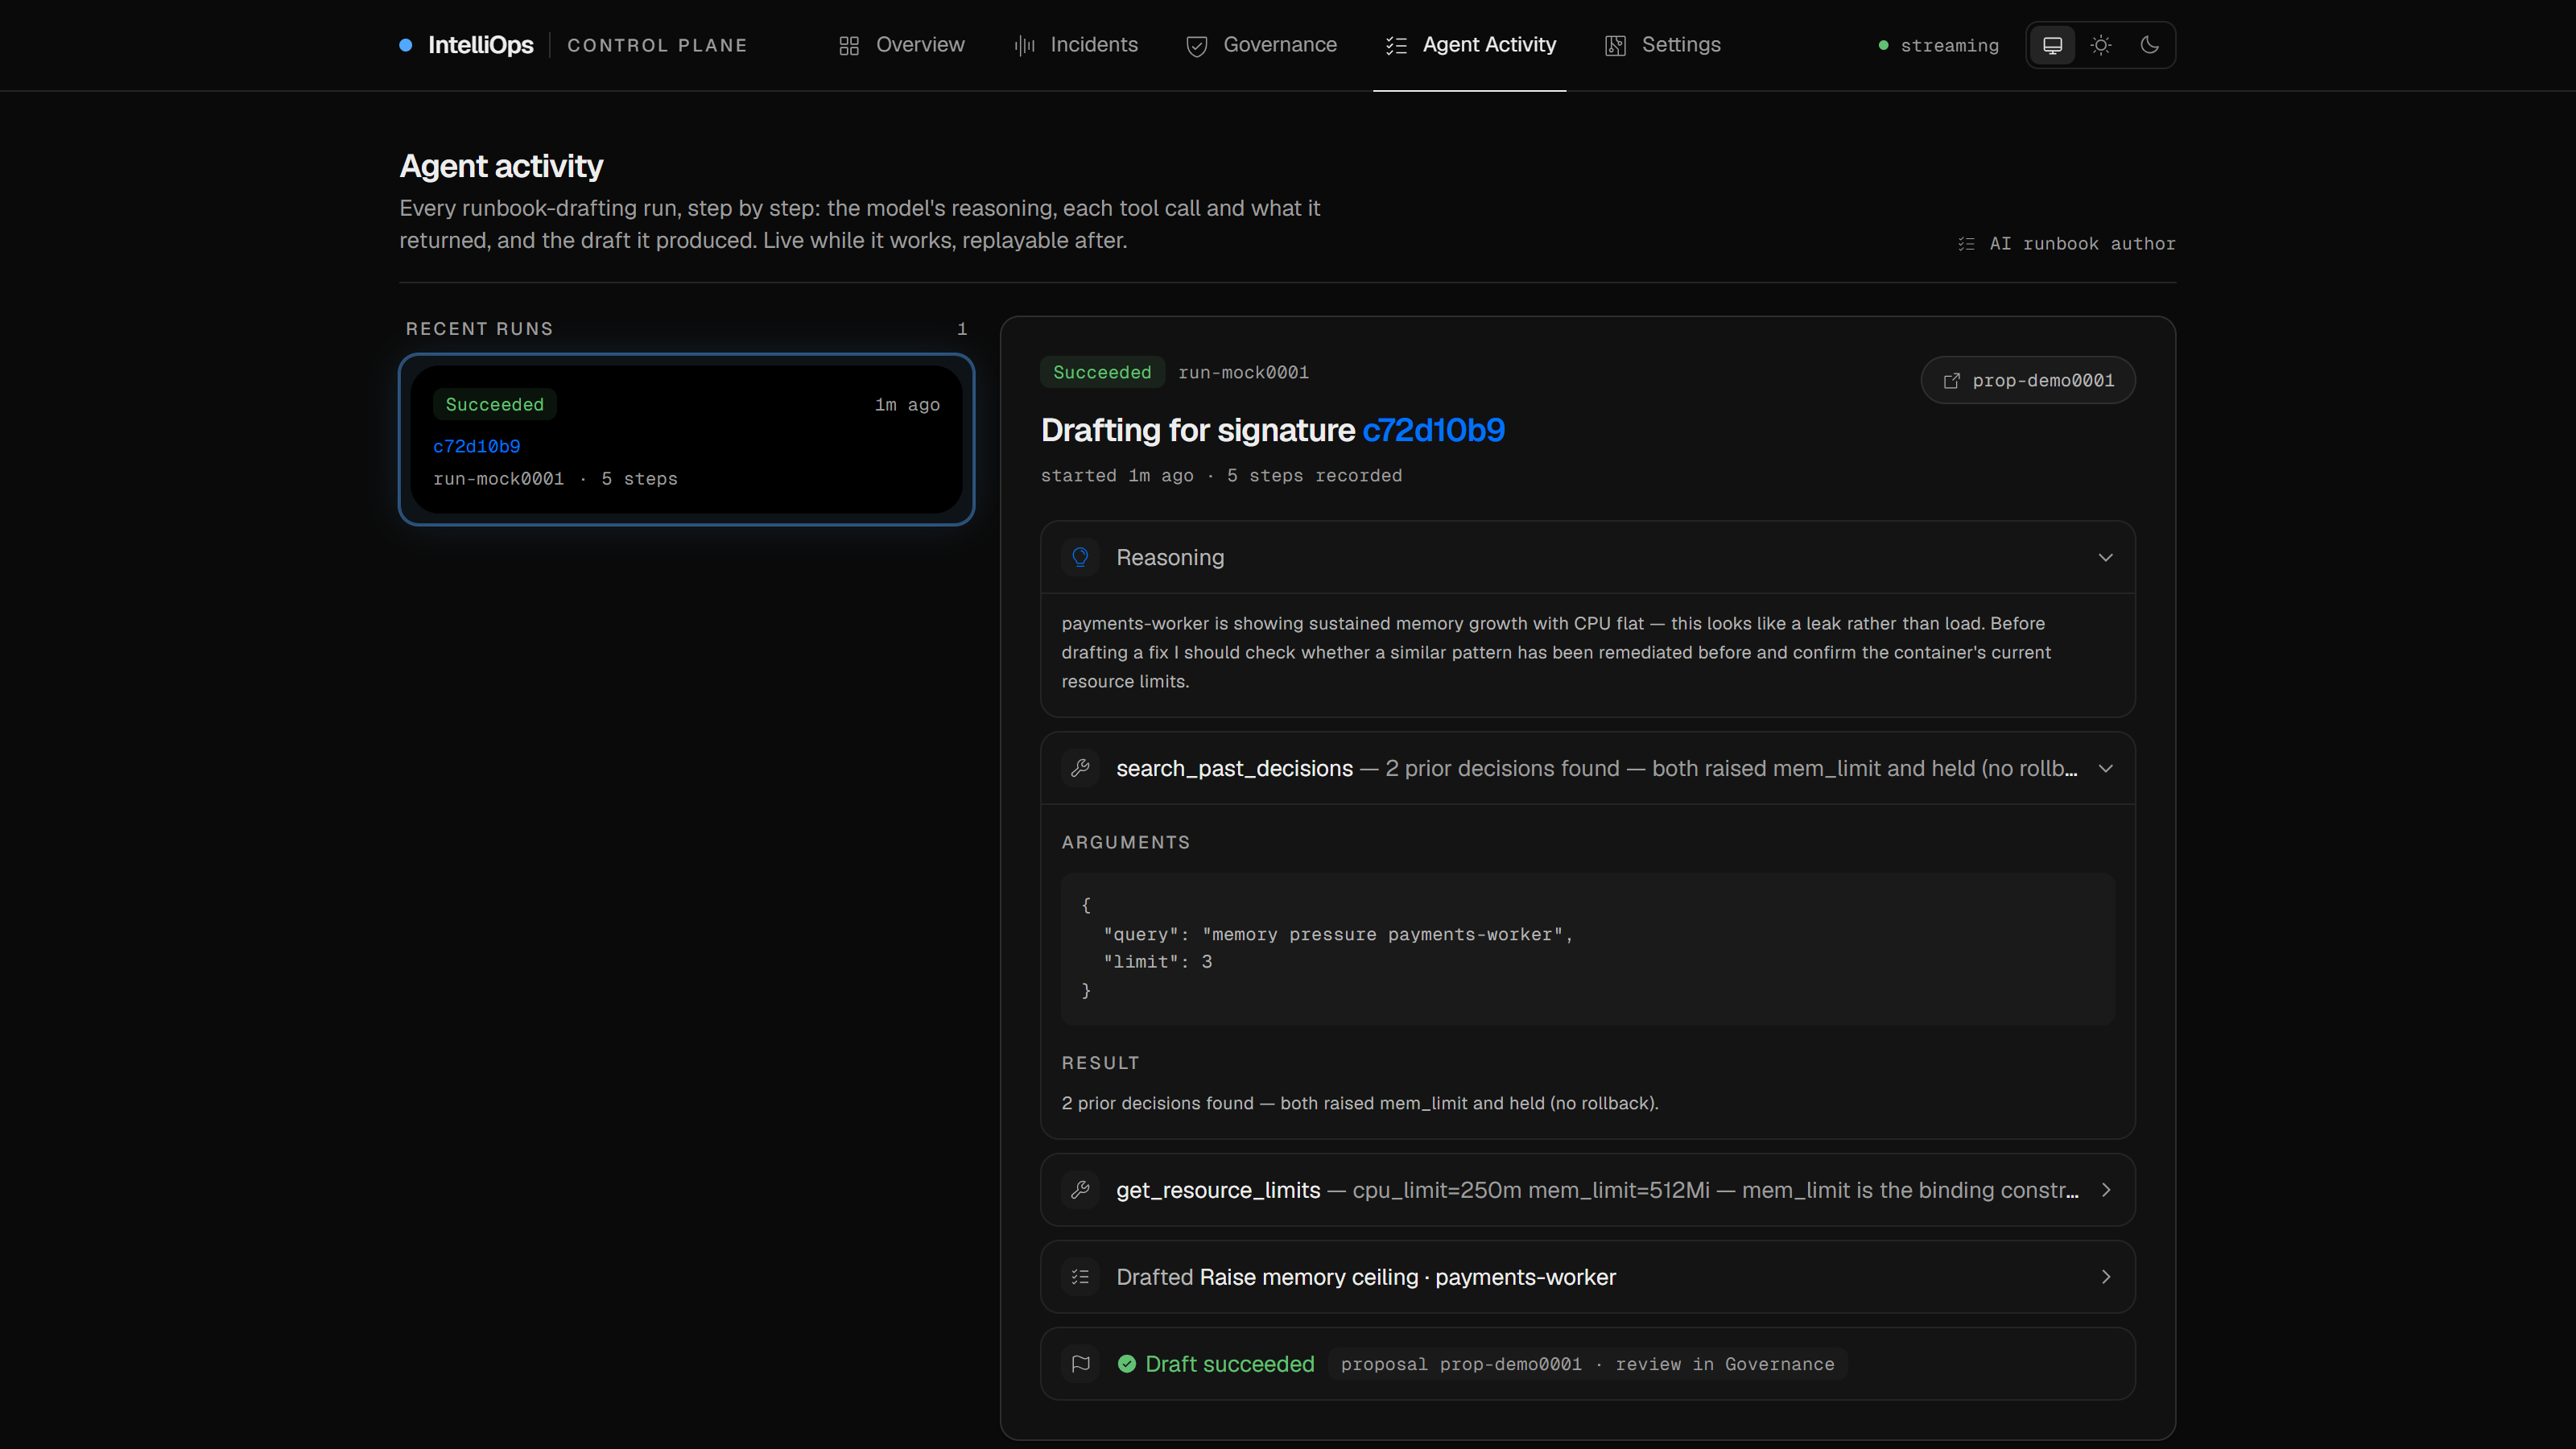 IntelliOps
CONTROL PLANE
Overview
Incidents
Governance
Agent Activity
Settings
streaming
Agent activity
Every runbook-drafting run, step by step: the model's reasoning, each tool call and what it
returned, and the draft it produced. Live while it works, replayable after.
AI runbook author
RECENT RUNS
1
Succeeded
1m ago
c72d10b9
run-mock0001 · 5 steps
Succeeded
run-mock0001
prop-demo0001
Drafting for signature c72d10b9
started 1m ago · 5 steps recorded
Reasoning
payments-worker is showing sustained memory growth with CPU flat — this looks like a leak rather than load. Before
drafting a fix I should check whether a similar pattern has been remediated before and confirm the container's current
resource limits.
search_past_decisions — 2 prior decisions found — both raised mem_limit and held (no rollb...
ARGUMENTS
{
"query": "memory pressure payments-worker",
"limit": 3
}
RESULT
2 prior decisions found — both raised mem_limit and held (no rollback).
get_resource_limits — cpu_limit=250m mem_limit=512Mi — mem_limit is the binding constr...
Drafted Raise memory ceiling · payments-worker
Draft succeeded
proposal prop-demo0001 · review in Governance